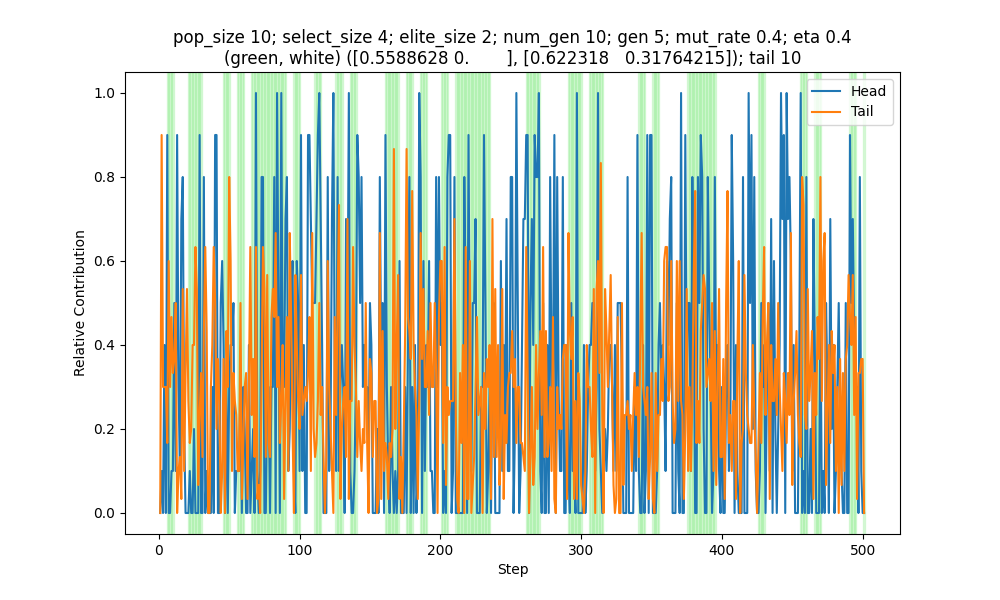 pop_size 10; select_size 4; elite_size 2; num_gen 10; gen 5; mut_rate 0.4; eta 0.4
(green, white) ([0.5588628 0.        ], [0.622318   0.31764215]); tail 10
1.0
0.8
0.6
0.4
0.2
0.0
Relative Contribution
Head
Tail
0
100
200
300
400
500
Step